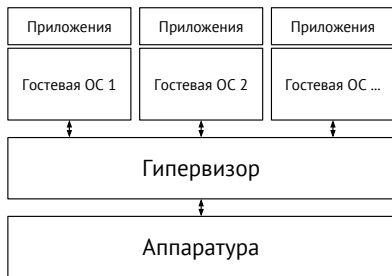 Приложения Приложения Приложения
Гостевая ОС 1 Гостевая ОС 2 Гостевая ОС ...
Гипервизор
Аппаратура